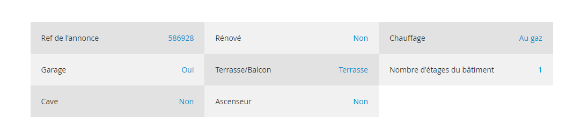 Ref de l'annonce 586928 Rénové Non Chauffage Au gaz
Garage Oui Terrasse/Balcon Terrasse Nombre d'étages du bâtiment 1
Cave Non Ascenseur Non